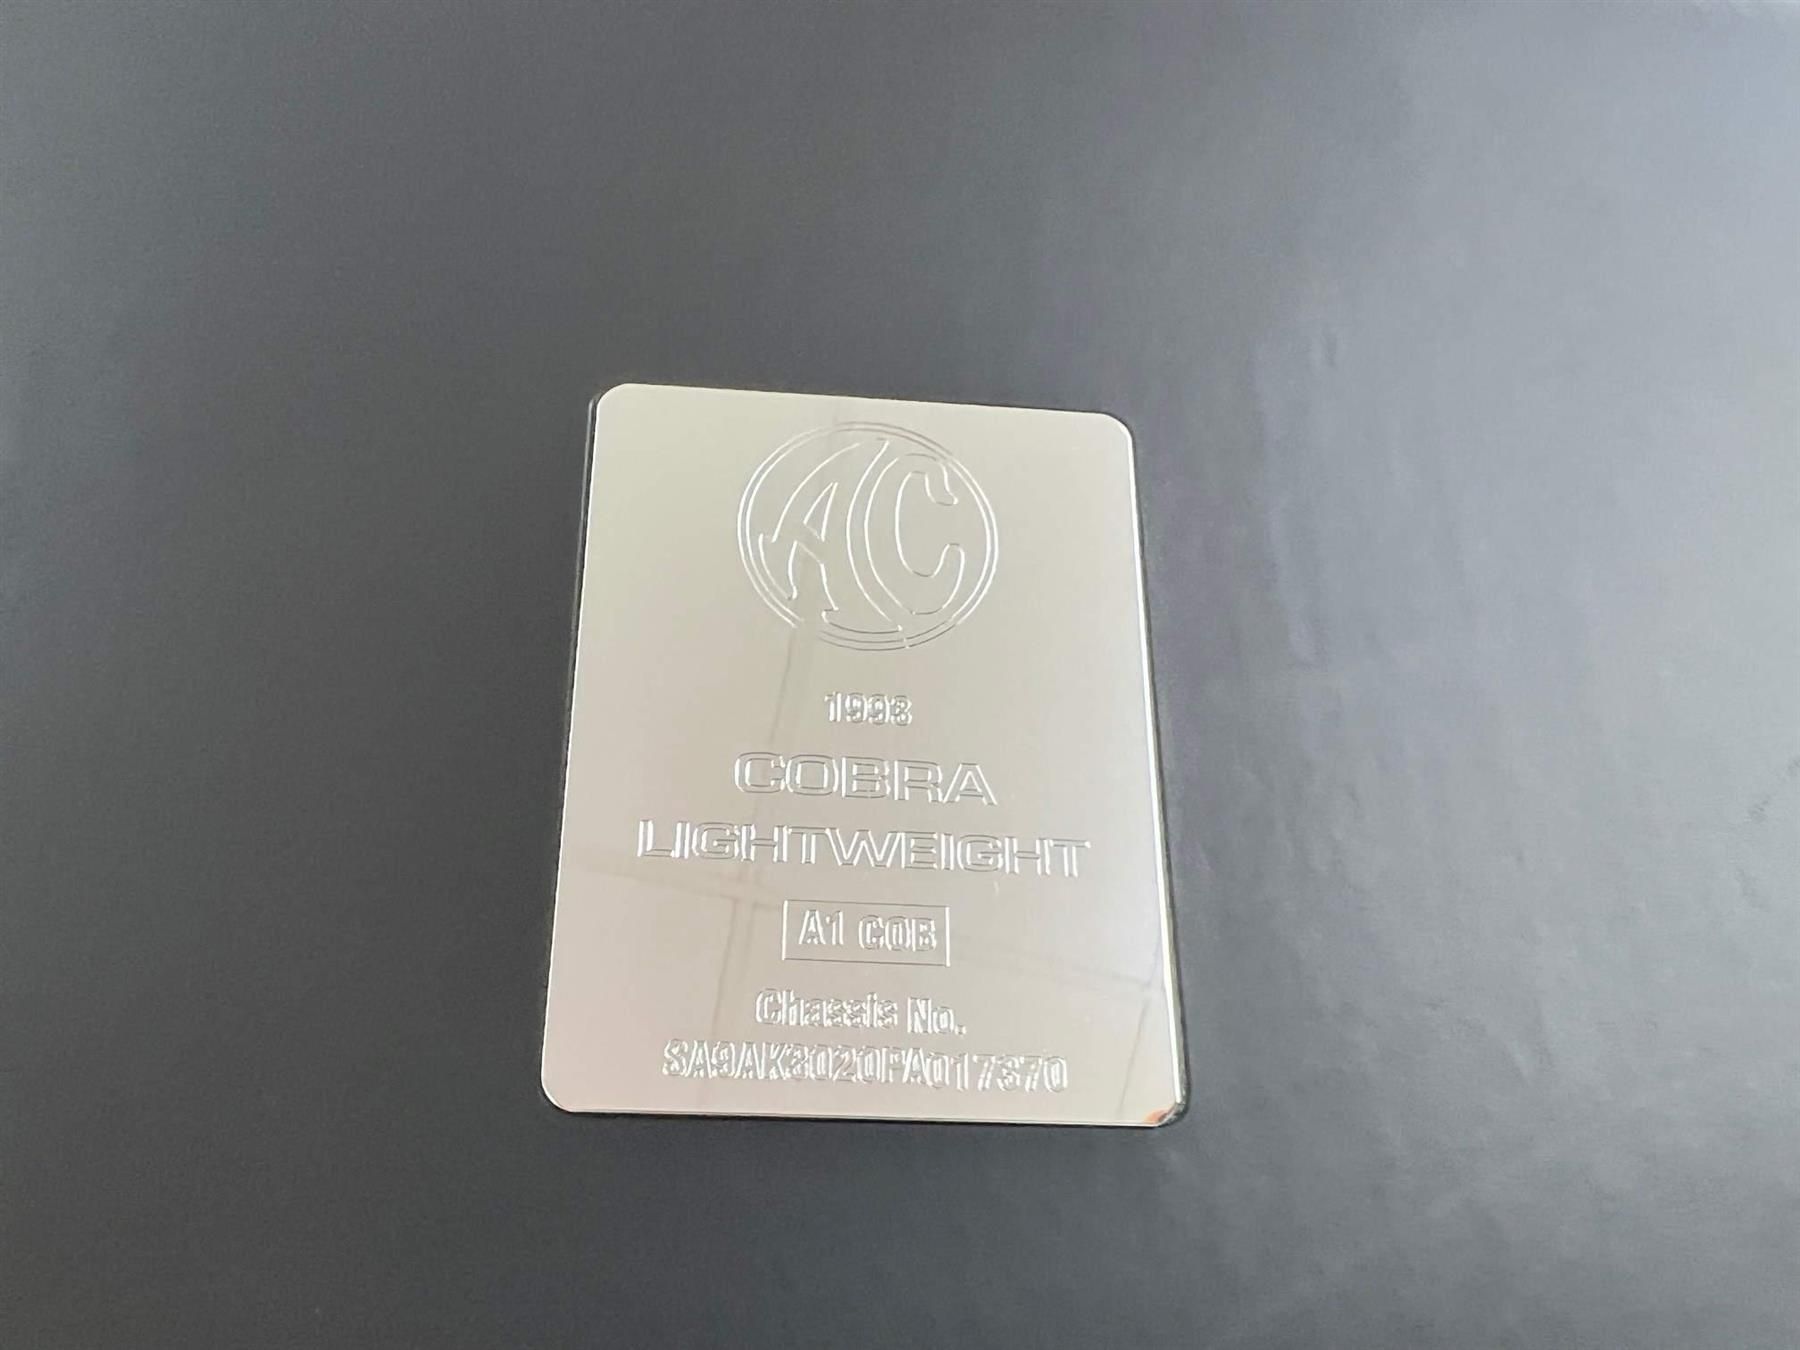 AC
1993
COBRA
LIGHTWEIGHT
A1 COB
Chassis No.
SA9AK3020PA017370